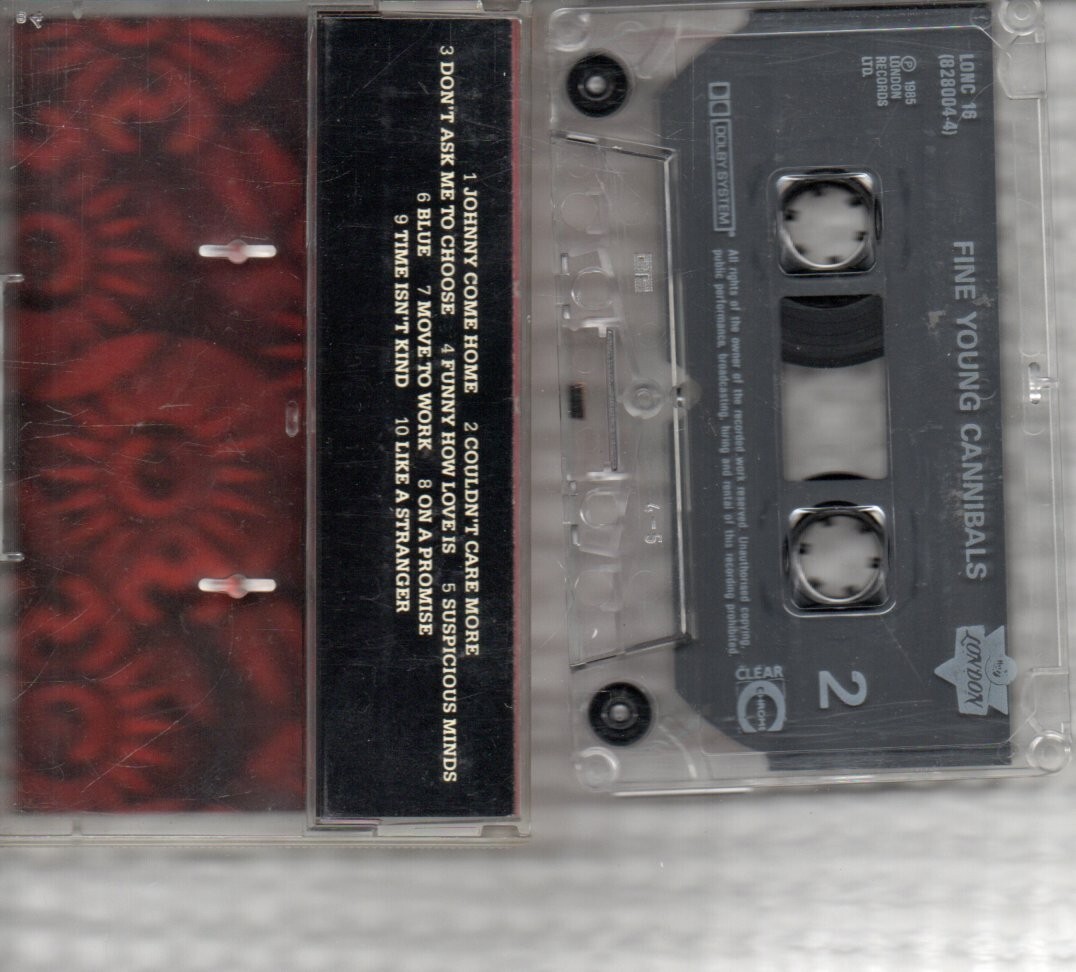 1 JOHNNY COME HOME 2 COULDN'T CARE MORE
3 DON'T ASK ME TO CHOOSE 4 FUNNY HOW LOVE IS 5 SUSPICIOUS MINDS
6 BLUE 7 MOVE TO WORK 8 ON A PROMISE
9 TIME ISN'T KIND 10 LIKE A STRANGER
LONC 16
(828004-4)
FINE YOUNG CANNIBALS
LONDON
℗ 1985
LONDON
RECORDS
LTD.
2
DOLBY SYSTEM
All rights of the owner of the recorded work reserved. Unauthorised copying,
public performance, broadcasting, hiring and rental of this recording prohibited
CLEAR
CHROME
4-5